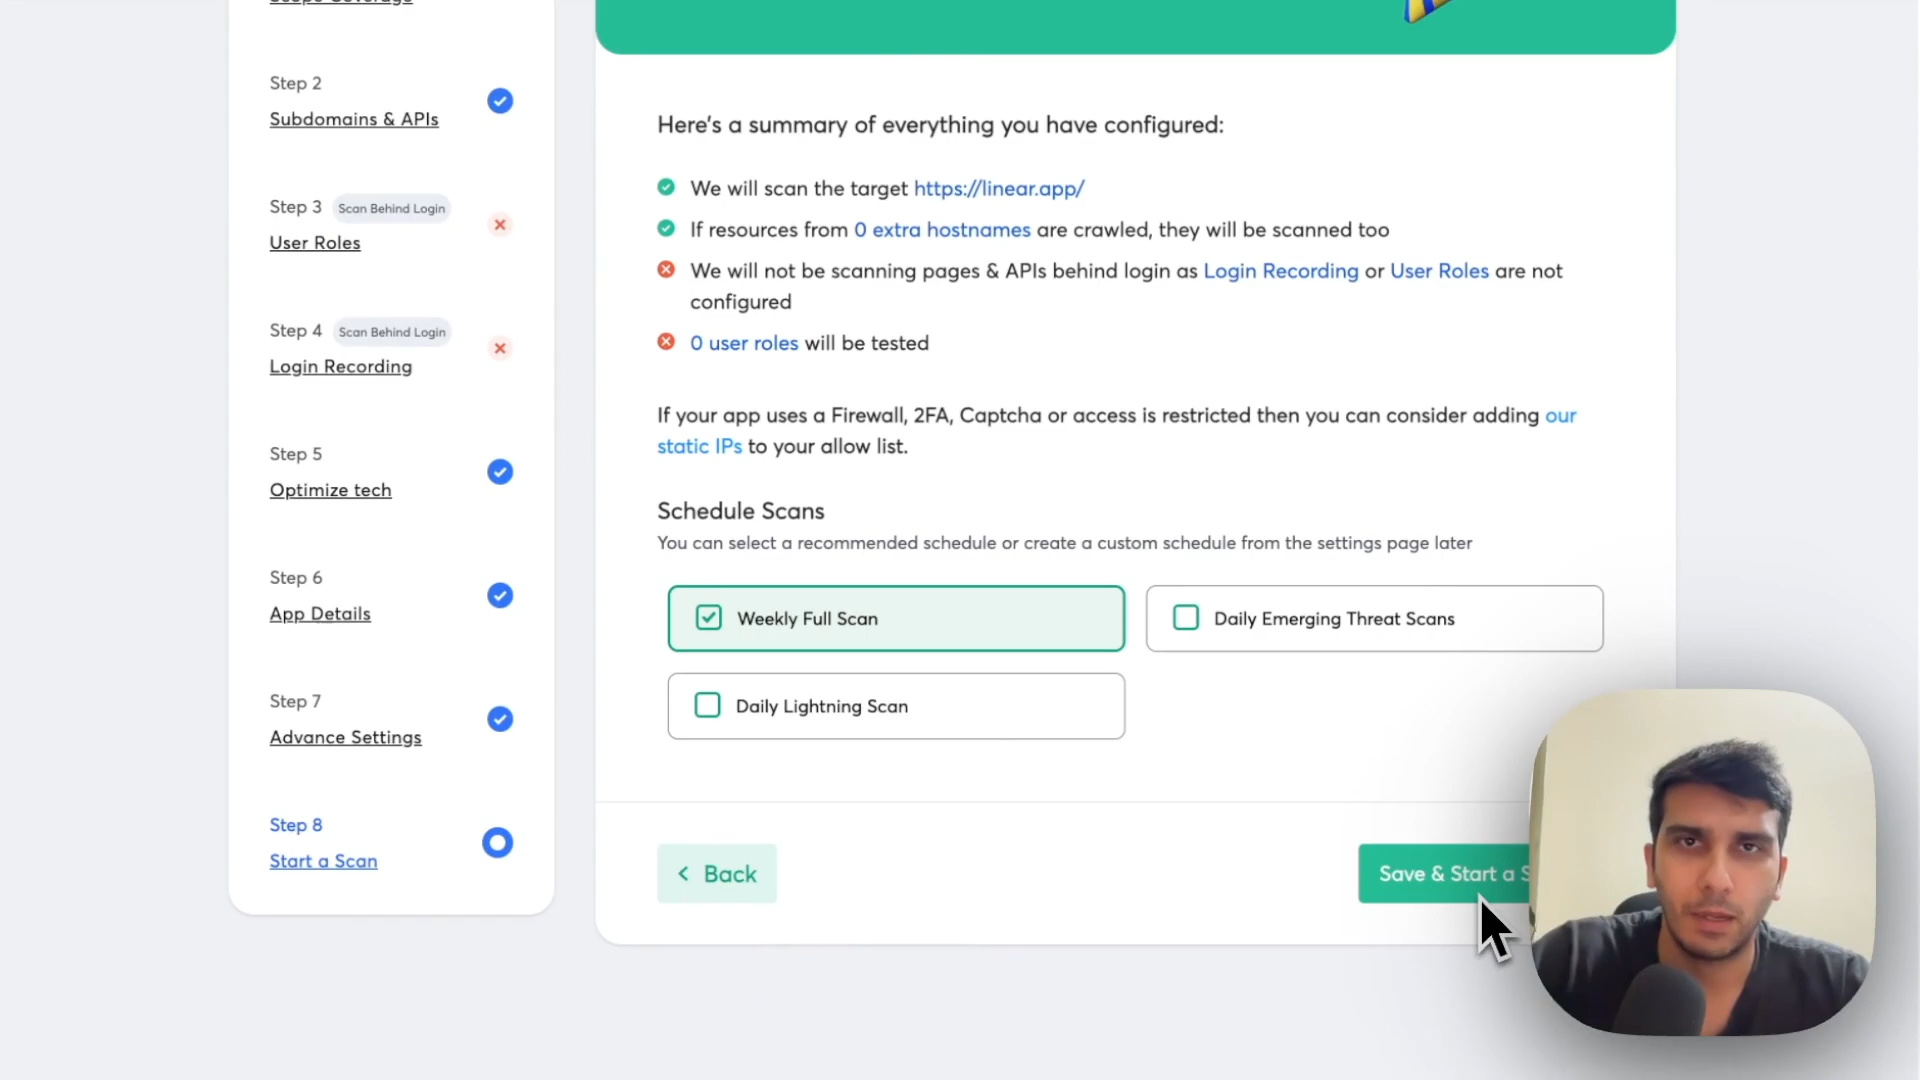 Step 2
Subdomains & APIs
Step 3 Scan Behind Login
User Roles
Step 4 Scan Behind Login
Login Recording
Step 5
Optimize tech
Step 6
App Details
Step 7
Advance Settings
Step 8
Start a Scan
Here's a summary of everything you have configured:
We will scan the target https://linear.app/
If resources from 0 extra hostnames are crawled, they will be scanned too
We will not be scanning pages & APIs behind login as Login Recording or User Roles are not
configured
0 user roles will be tested
If your app uses a Firewall, 2FA, Captcha or access is restricted then you can consider adding our
static IPs to your allow list.
Schedule Scans
You can select a recommended schedule or create a custom schedule from the settings page later
Weekly Full Scan
Daily Emerging Threat Scans
Daily Lightning Scan
< Back
Save & Start a